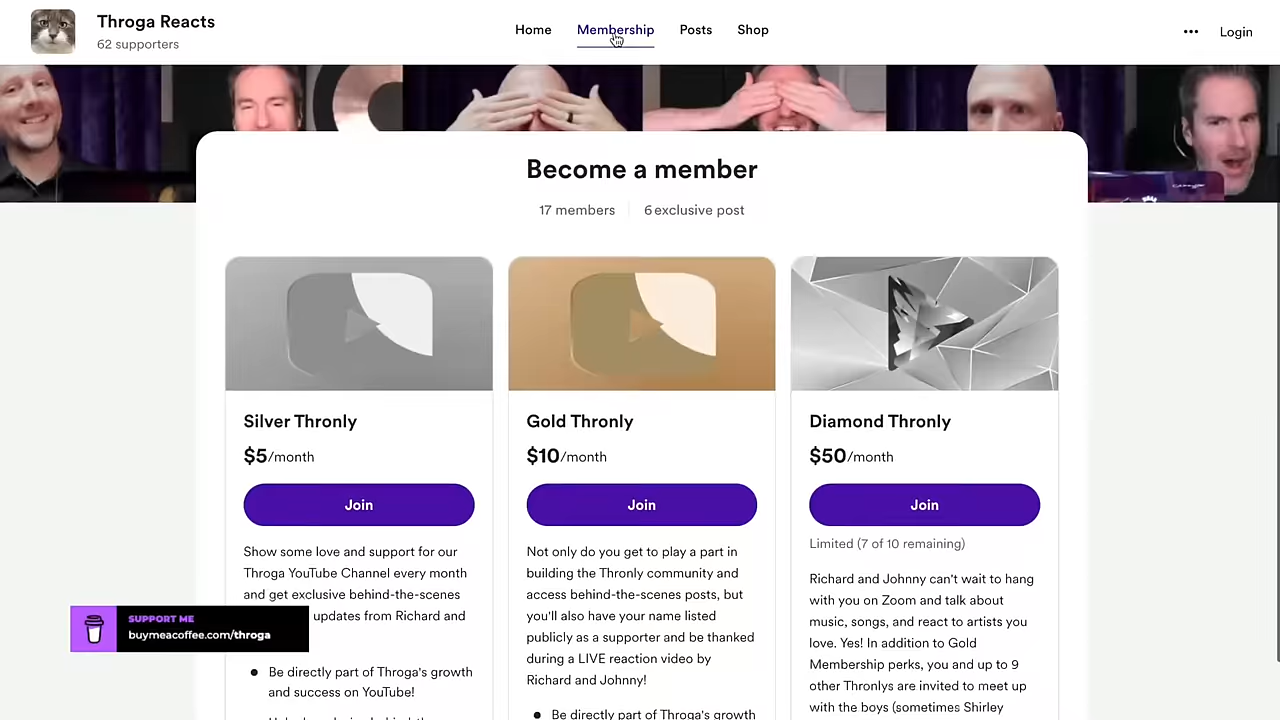 Throga Reacts
62 supporters
Home
Membership
Posts
Shop
Login
Become a member
17 members
6 exclusive post
Silver Thronly
$5/month
Join
Show some love and support for our
Throga YouTube Channel every month
and get exclusive behind-the-scenes
updates from Richard and
Be directly part of Throga's growth
and success on YouTube!
Gold Thronly
$10/month
Join
Not only do you get to play a part in
building the Thronly community and
access behind-the-scenes posts, but
you'll also have your name listed
publicly as a supporter and be thanked
during a LIVE reaction video by
Richard and Johnny!
Be directly part of Throga's growth
Diamond Thronly
$50/month
Join
Limited (7 of 10 remaining)
Richard and Johnny can't wait to hang
with you on Zoom and talk about
music, songs, and react to artists you
love. Yes! In addition to Gold
Membership perks, you and up to 9
other Thronlys are invited to meet up
with the boys (sometimes Shirley
SUPPORT ME
buymeacoffee.com/throga